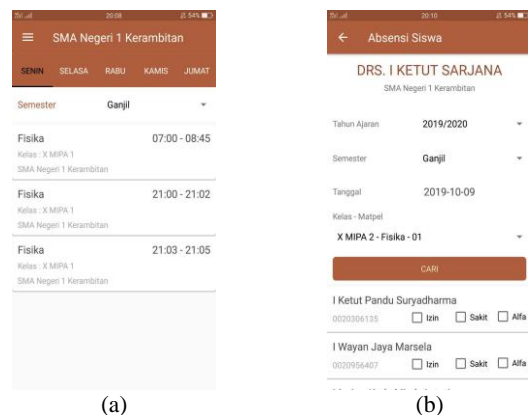 20:08
54%
SMA Negeri 1 Kerambitan
SENIN SELASA RABU KAMIS JUMAT
Semester Ganjil
Fisika 07:00 - 08:45
Kelas : X MIPA 1
SMA Negeri 1 Kerambitan
Fisika 21:00 - 21:02
Kelas : X MIPA 1
SMA Negeri 1 Kerambitan
Fisika 21:03 - 21:05
Kelas : X MIPA 1
SMA Negeri 1 Kerambitan
(a)
20:10
54%
Absensi Siswa
DRS. I KETUT SARJANA
SMA Negeri 1 Kerambitan
Tahun Ajaran 2019/2020
Semester Ganjil
Tanggal 2019-10-09
Kelas - Matpel
X MIPA 2 - Fisika - 01
CARI
I Ketut Pandu Suryadharma
0020306135 Izin Sakit Alfa
I Wayan Jaya Marsela
0020956407 Izin Sakit Alfa
(b)